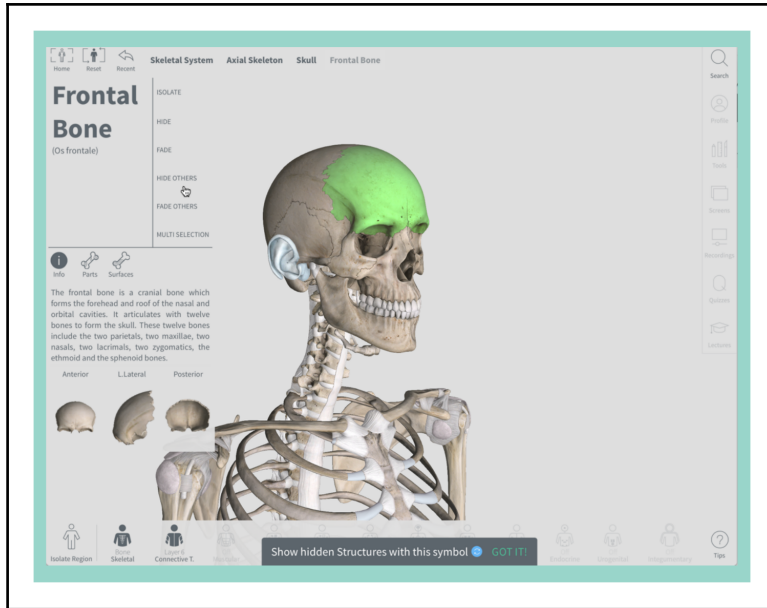 Home Reset Recent
Skeletal System Axial Skeleton Skull Frontal Bone
Frontal
Bone
(Os frontale)
ISOLATE
HIDE
FADE
HIDE OTHERS
FADE OTHERS
MULTI SELECTION
Info Parts Surfaces
The frontal bone is a cranial bone which
forms the forehead and roof of the nasal and
orbital cavities. It articulates with twelve
bones to form the skull. These twelve bones
include the two parietals, two maxillae, two
nasals, two lacrimals, two zygomatics, the
ethmoid and the sphenoid bones.
Anterior L.Lateral Posterior
Search
Profile
Tools
Screens
Recordings
Quizzes
Lectures
Isolate Region
Bone
Skeletal
Layer 6
Connective T.
Show hidden Structures with this symbol GOT IT!
Endocrine
Urogenital
Integumentary
Tips